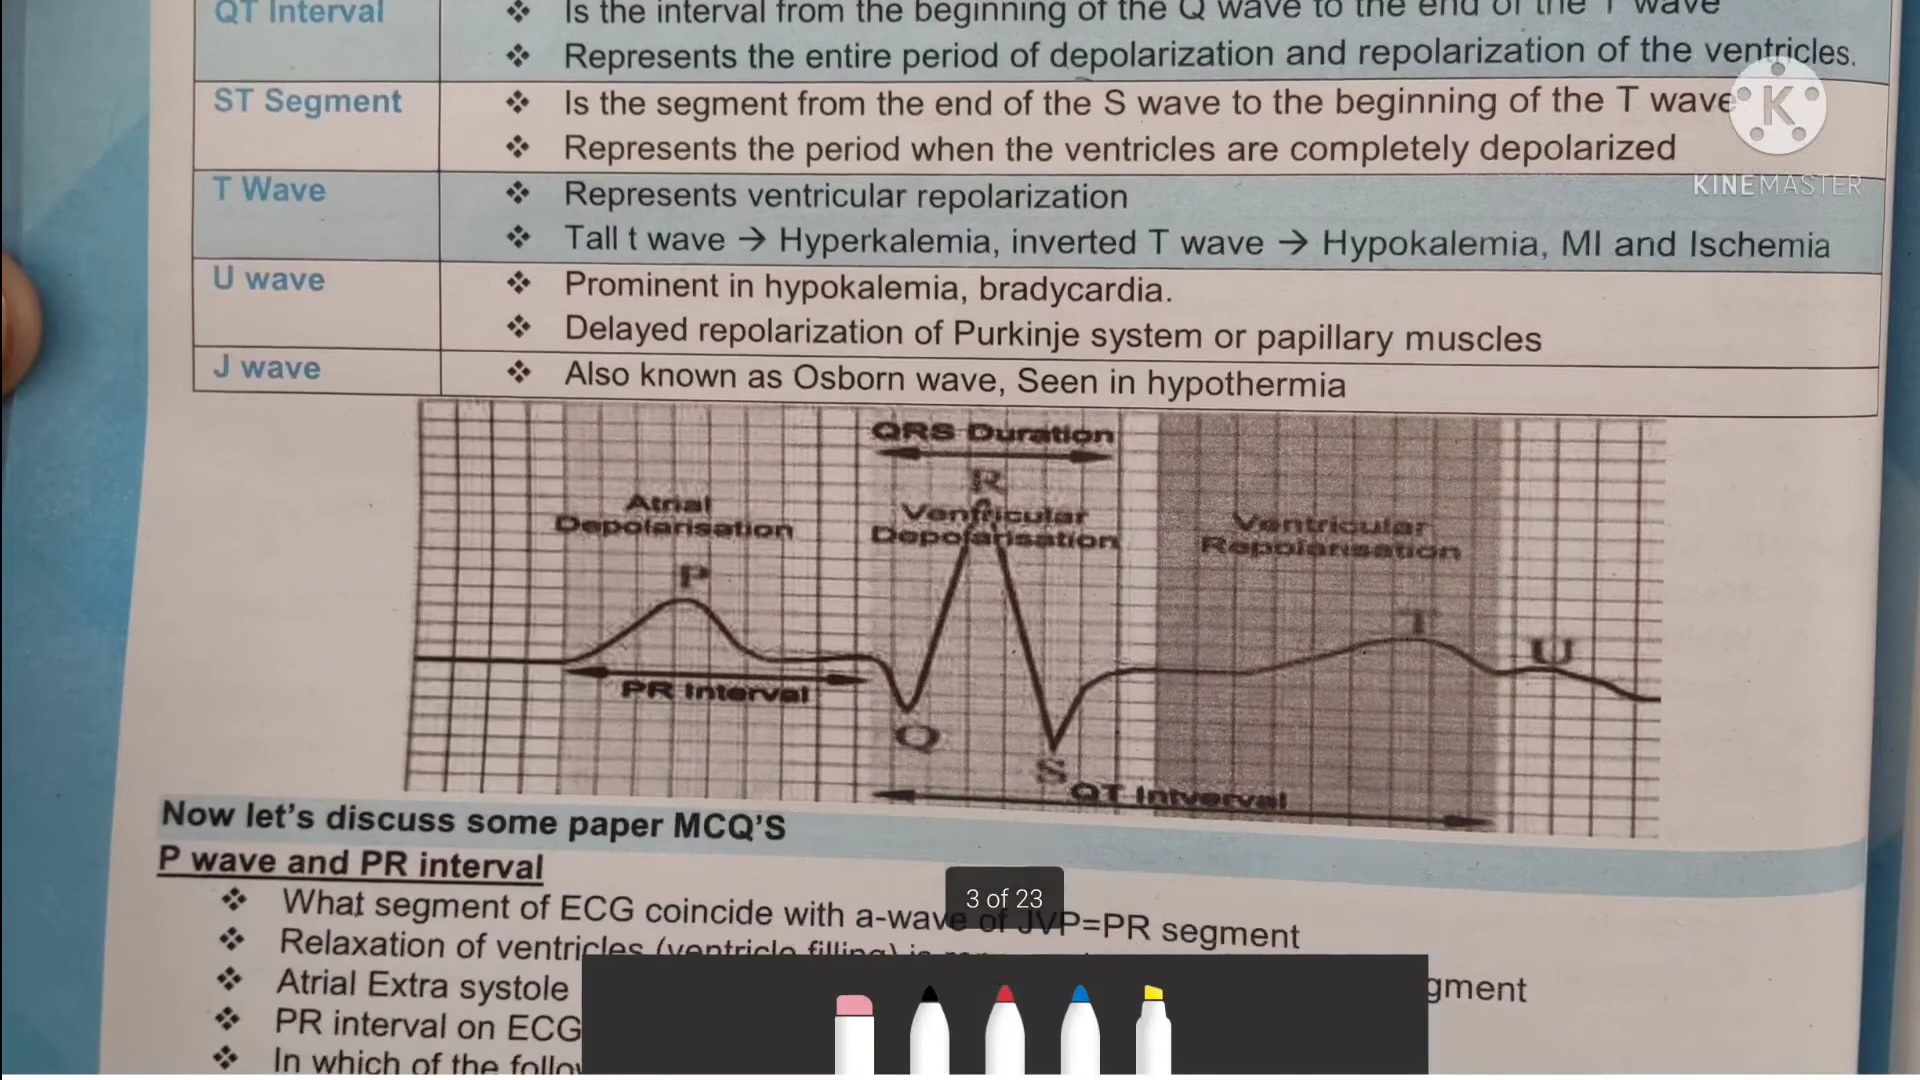 QT Interval
Is the interval from the beginning of the Q wave to the end of the T wave
Represents the entire period of depolarization and repolarization of the ventricles.
ST Segment
Is the segment from the end of the S wave to the beginning of the T wave
Represents the period when the ventricles are completely depolarized
T Wave
Represents ventricular repolarization
Tall t wave → Hyperkalemia, inverted T wave → Hypokalemia, MI and Ischemia
U wave
Prominent in hypokalemia, bradycardia.
Delayed repolarization of Purkinje system or papillary muscles
J wave
Also known as Osborn wave, Seen in hypothermia
K
KINEMASTER
QRS Duration
R
Atrial
Depolarisation
Ventricular
Depolarisation
Ventricular
Repolarisation
P
T
U
PR Interval
Q
S
QT Intverval
Now let's discuss some paper MCQ'S
P wave and PR interval
What segment of ECG coincide with a-wave of JVP=PR segment
3 of 23
Relaxation of ventricles (ventricle filling) is
Atrial Extra systole
gment
PR interval on ECG
In which of the